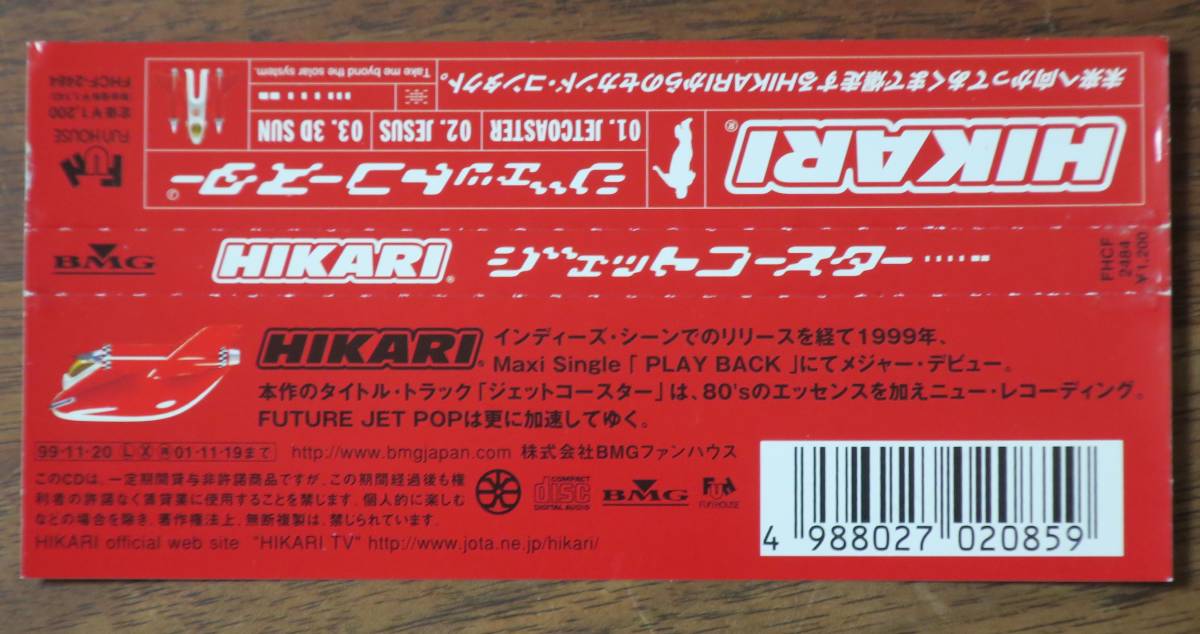 未来へ向かってあくまで爆走するHIKARIからのセカンド・コンタクト。
Take me byond the solar system.
HIKARI®
01. JETCOASTER
02. JESUS
03. 3D SUN
ジェットコースター
FUN HOUSE
定価¥1,200
FHCF-2484
BMG
HIKARI®
ジェットコースター
FHCF
2484
¥1,200
HIKARI® インディーズ・シーンでのリリースを経て1999年、
Maxi Single「 PLAY BACK 」にてメジャー・デビュー。
本作のタイトル・トラック「ジェットコースター」は、80'sのエッセンスを加えニュー・レコーディング。
FUTURE JET POPは更に加速してゆく。
99・11・20 L X 再 01・11・19まで http://www.bmgjapan.com 株式会社BMGファンハウス
このCDは、一定期間貸与非許諾商品ですが、この期間経過後も権
利者の許諾なく賃貸業に使用することを禁じます。個人的に楽しむ
などの場合を除き、著作権法上、無断複製は、禁じられています。
COMPACT
disc
DIGITAL AUDIO
BMG
FUN HOUSE
HIKARI official web site "HIKARI TV" http://www.jota.ne.jp/hikari/
4 988027 020859